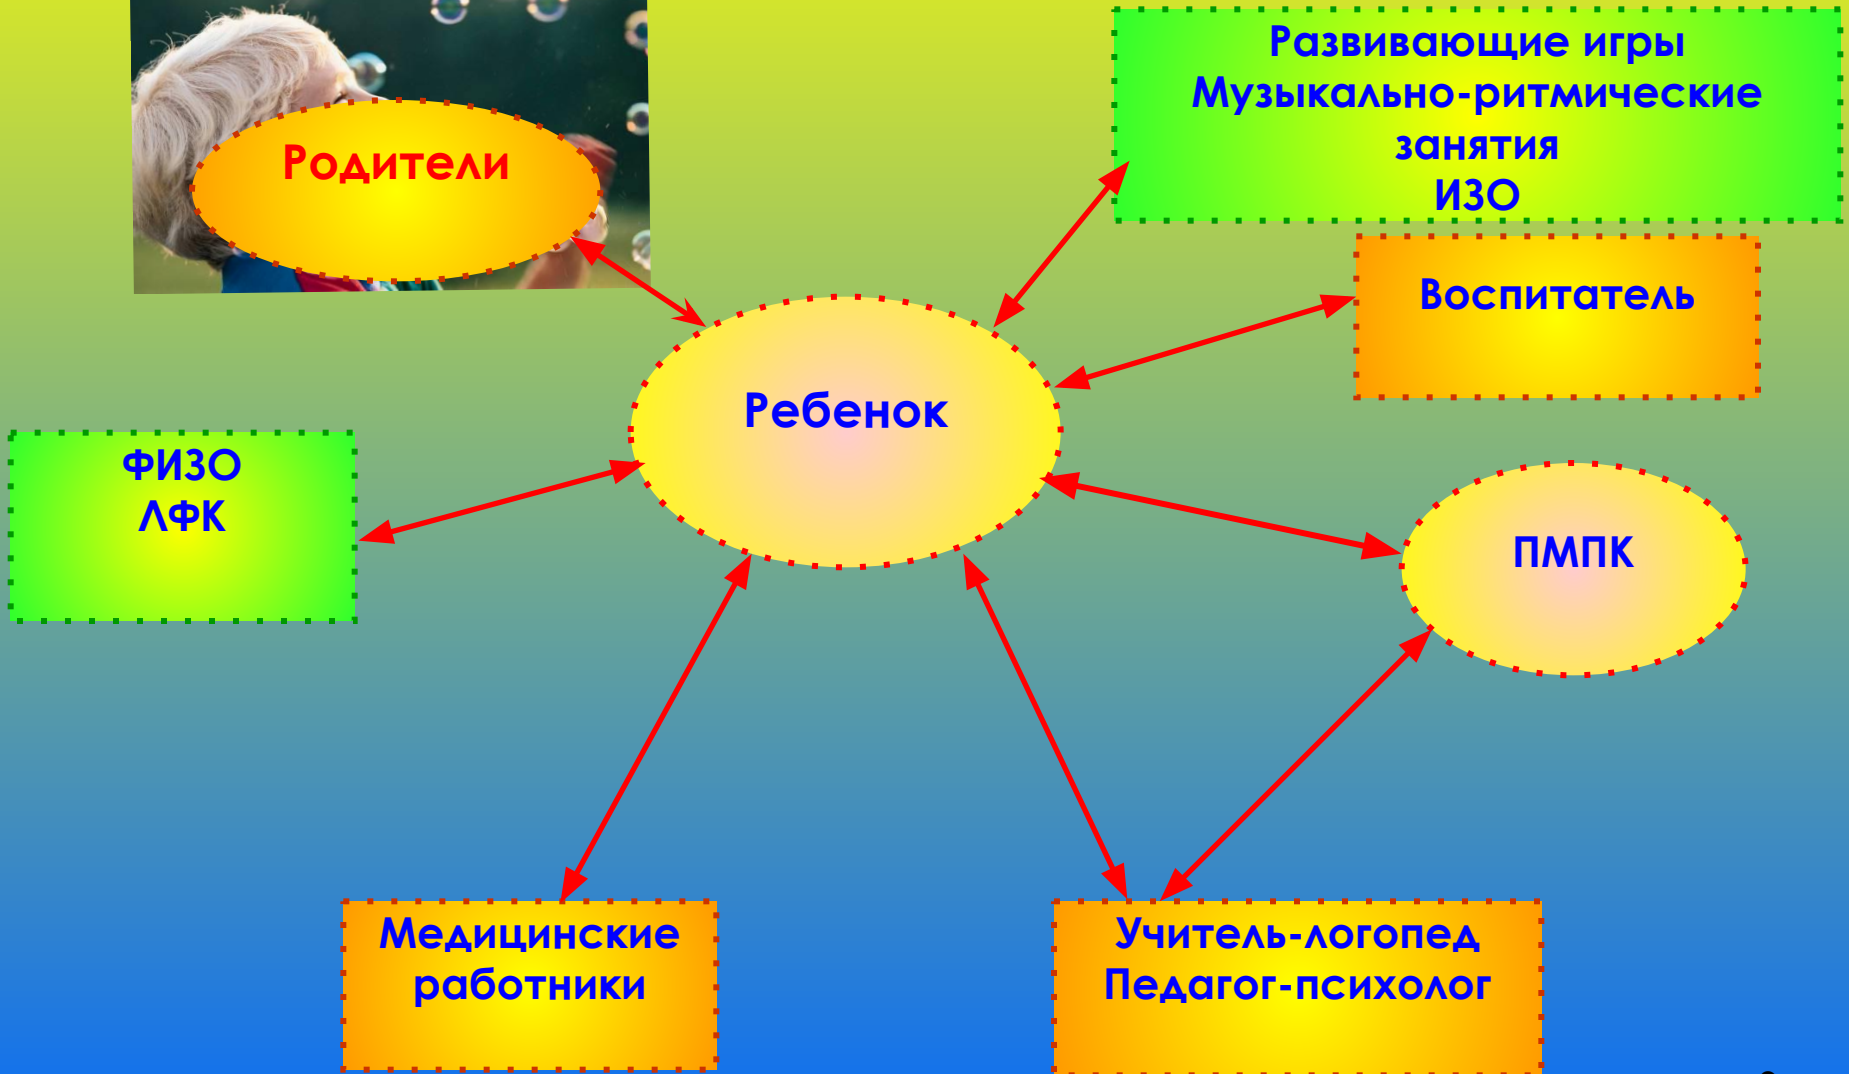 Родители
Развивающие игры
Музыкально-ритмические
занятия
ИЗО
Воспитатель
Ребенок
ФИЗО
ЛФК
ПМПК
Медицинские
работники
Учитель-логопед
Педагог-психолог